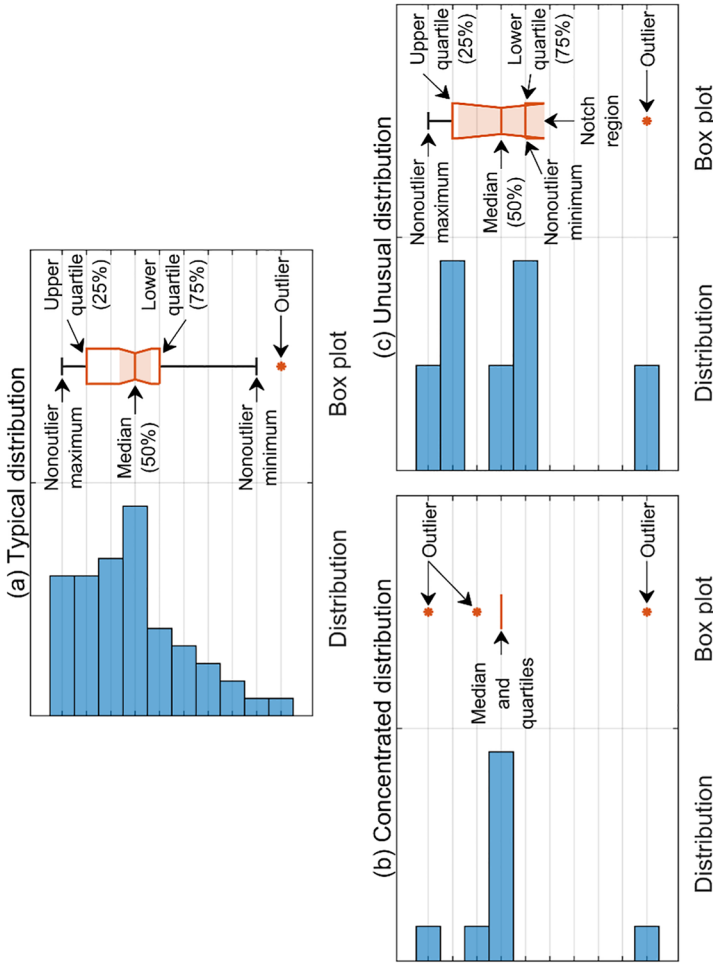 (a) Typical distribution
Nonoutlier
maximum
Upper
quartile
(25%)
Median
(50%)
Lower
quartile
(75%)
Nonoutlier
minimum
Outlier
Distribution
Box plot
(b) Concentrated distribution
Outlier
Median
and
quartiles
Outlier
Distribution
Box plot
(c) Unusual distribution
Nonoutlier
maximum
Upper
quartile
(25%)
Median
(50%)
Lower
quartile
(75%)
Nonoutlier
minimum
Notch
region
Outlier
Distribution
Box plot